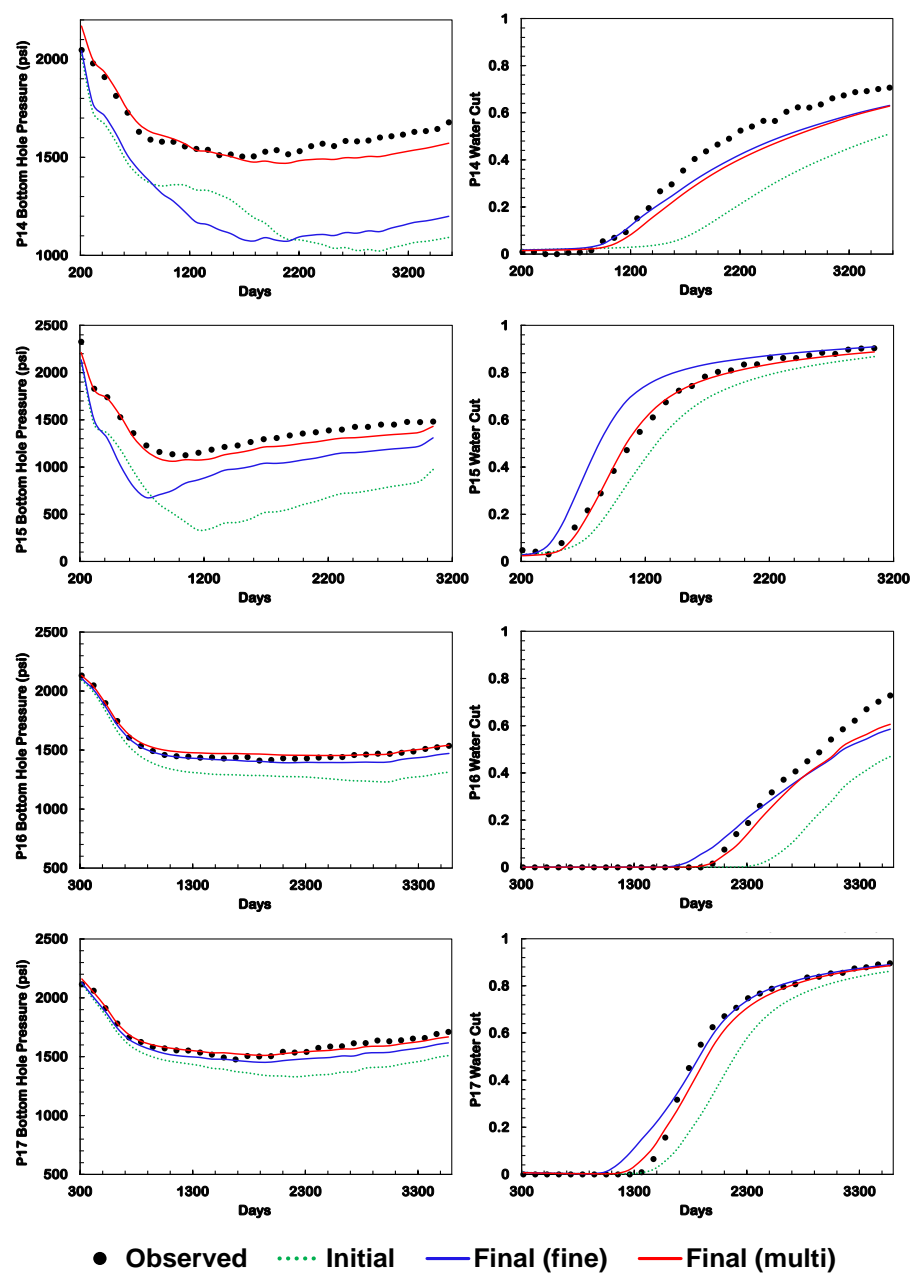 P14 Bottom Hole Pressure (psi)
2000
1500
1000
200 1200 2200 3200
Days
P14 Water Cut
1
0.8
0.6
0.4
0.2
0
200 1200 2200 3200
Days
P15 Bottom Hole Pressure (psi)
2500
2000
1500
1000
500
0
200 1200 2200 3200
Days
P15 Water Cut
1
0.8
0.6
0.4
0.2
0
200 1200 2200 3200
Days
P16 Bottom Hole Pressure (psi)
2500
2000
1500
1000
500
300 1300 2300 3300
Days
P16 Water Cut
1
0.8
0.6
0.4
0.2
0
300 1300 2300 3300
Days
P17 Bottom Hole Pressure (psi)
2500
2000
1500
1000
500
300 1300 2300 3300
Days
P17 Water Cut
1
0.8
0.6
0.4
0.2
0
300 1300 2300 3300
Days
Observed Initial Final (fine) Final (multi)